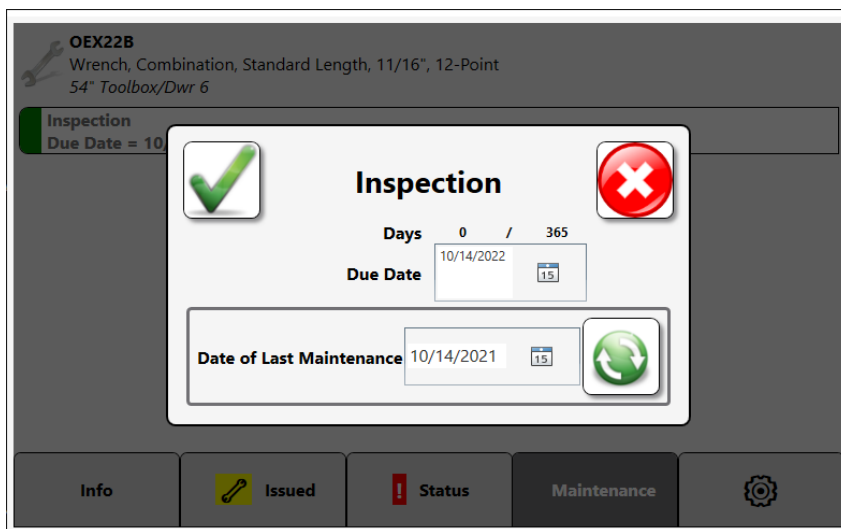 OEX22B
Wrench, Combination, Standard Length, 11/16", 12-Point
54" Toolbox/Dwr 6
Inspection
Due Date = 10/
Inspection
Days 0 / 365
Due Date 10/14/2022 15
Date of Last Maintenance 10/14/2021 15
Info Issued ! Status Maintenance